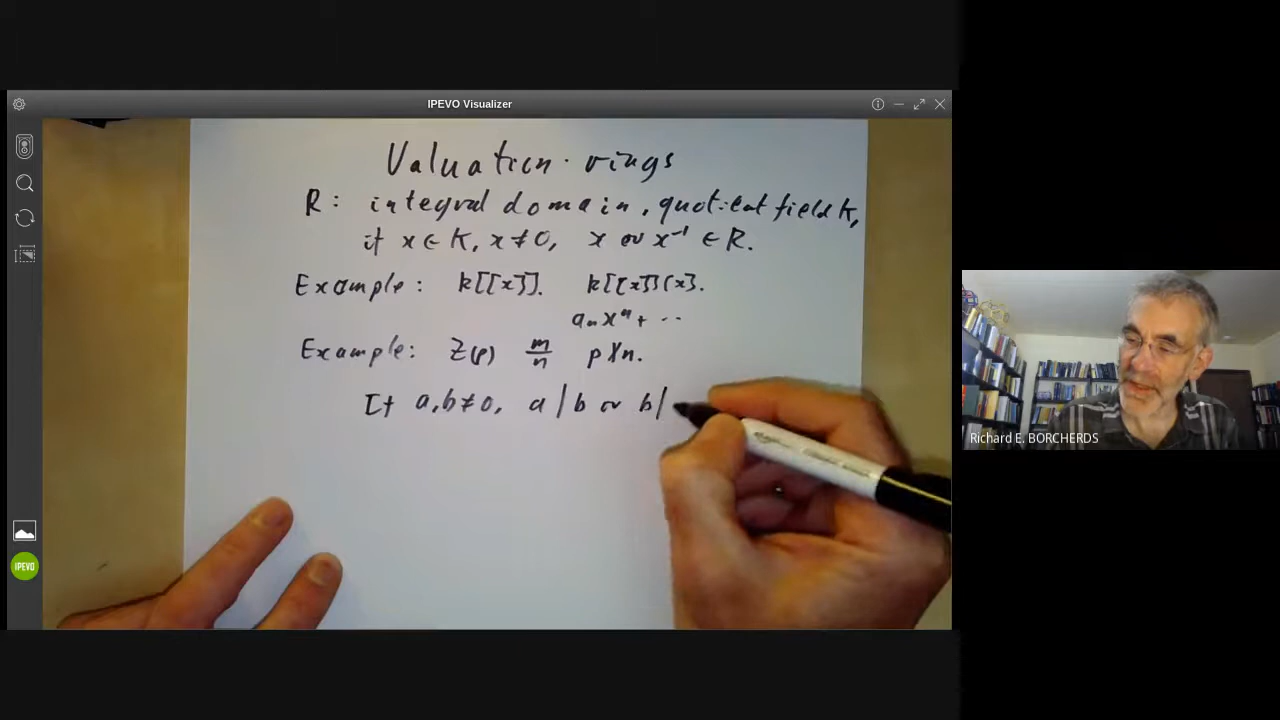 IPEVO Visualizer
Valuation rings
R: integral domain, quotient field K,
if x ∈ K, x ≠ 0, x or x⁻¹ ∈ R.
Example: k[[x]]. k[[x]][x].
aₙxⁿ + ...
Example: Z(p) m/n p∤n.
If a,b ≠ 0, a | b or b |
Richard E. BORCHERDS
IPEVO